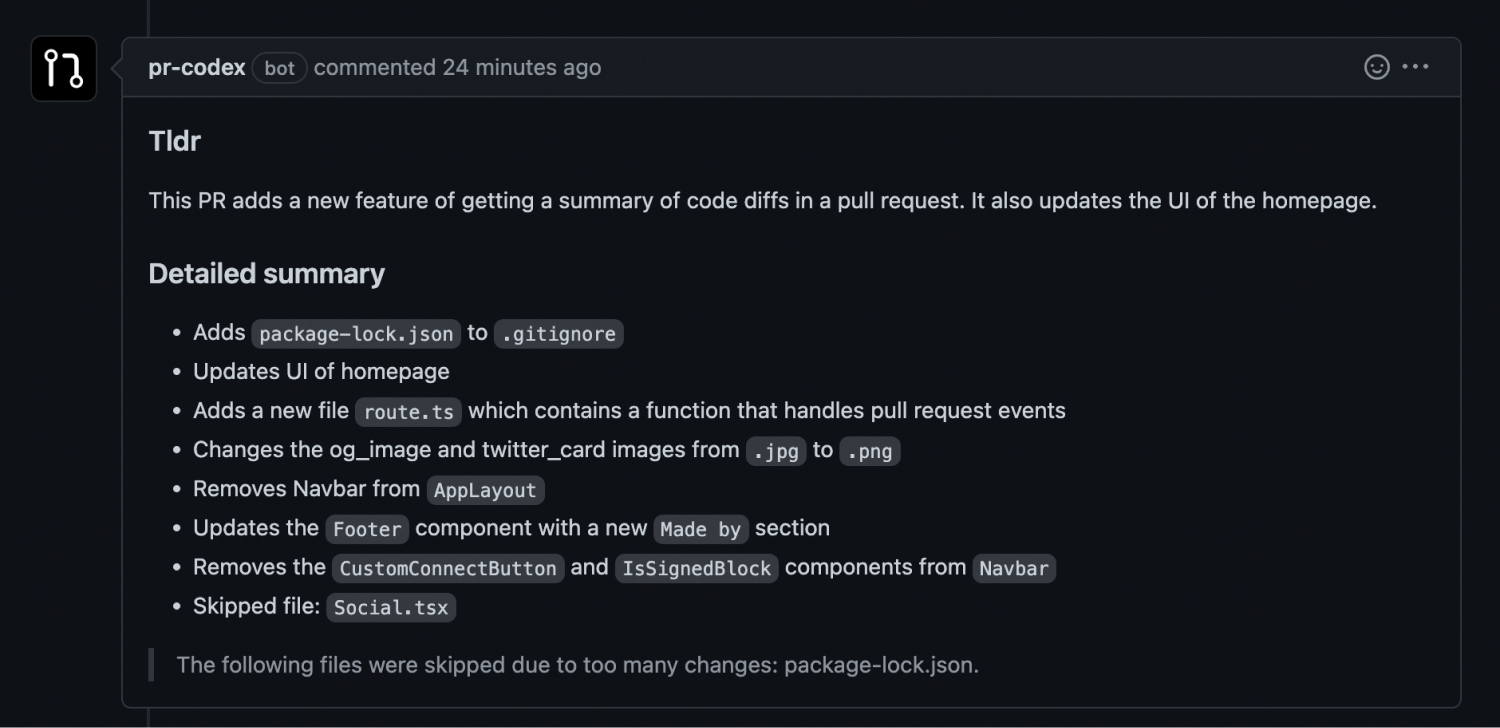 pr-codex bot commented 24 minutes ago
Tldr
This PR adds a new feature of getting a summary of code diffs in a pull request. It also updates the UI of the homepage.
Detailed summary
• Adds package-lock.json to .gitignore
• Updates UI of homepage
• Adds a new file route.ts which contains a function that handles pull request events
• Changes the og_image and twitter_card images from .jpg to .png
• Removes Navbar from AppLayout
• Updates the Footer component with a new Made by section
• Removes the CustomConnectButton and IsSignedBlock components from Navbar
• Skipped file: Social.tsx
The following files were skipped due to too many changes: package-lock.json.